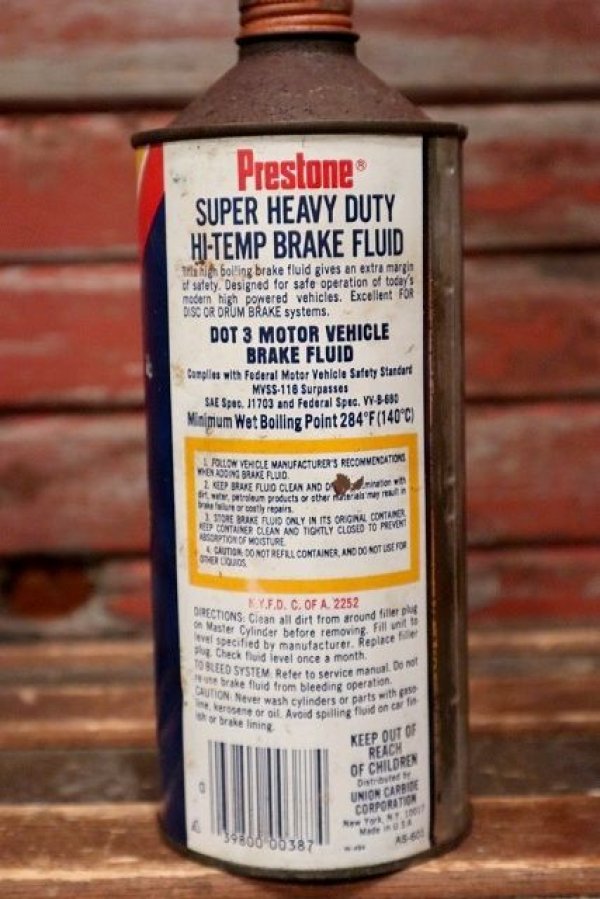 Prestone®
SUPER HEAVY DUTY
HI-TEMP BRAKE FLUID
This high boiling brake fluid gives an extra margin
of safety. Designed for safe operation of today's
modern high powered vehicles. Excellent FOR
DISC OR DRUM BRAKE systems.
DOT 3 MOTOR VEHICLE
BRAKE FLUID
Complies with Federal Motor Vehicle Safety Standard
MVSS-116 Surpasses
SAE Spec. J1703 and Federal Spec. VV-B-680
Minimum Wet Boiling Point 284°F (140°C)
1. FOLLOW VEHICLE MANUFACTURER'S RECOMMENDATIONS
WHEN ADDING BRAKE FLUID.
2. KEEP BRAKE FLUID CLEAN AND with
dirt, water, petroleum products or other materials may result in
brake failure or costly repairs.
3. STORE BRAKE FLUID ONLY IN ITS ORIGINAL CONTAINER.
KEEP CONTAINER CLEAN AND TIGHTLY CLOSED TO PREVENT
ABSORPTION OF MOISTURE.
4. CAUTION: DO NOT REFILL CONTAINER, AND DO NOT USE FOR
OTHER LIQUIDS.
N.Y.F.D. C. OF A. 2252
DIRECTIONS: Clean all dirt from around filler plug
on Master Cylinder before removing. Fill unit to
level specified by manufacturer. Replace filler
plug. Check fluid level once a month.
TO BLEED SYSTEM: Refer to service manual. Do not
re-use brake fluid from bleeding operation.
CAUTION: Never wash cylinders or parts with gaso-
line, kerosene or oil. Avoid spilling fluid on car fin-
ish or brake lining.
KEEP OUT OF
REACH
OF CHILDREN
Distributed by
UNION CARBIDE
CORPORATION
New York, N.Y. 10017
Made in U.S.A.
AS-605
0
39800 00387